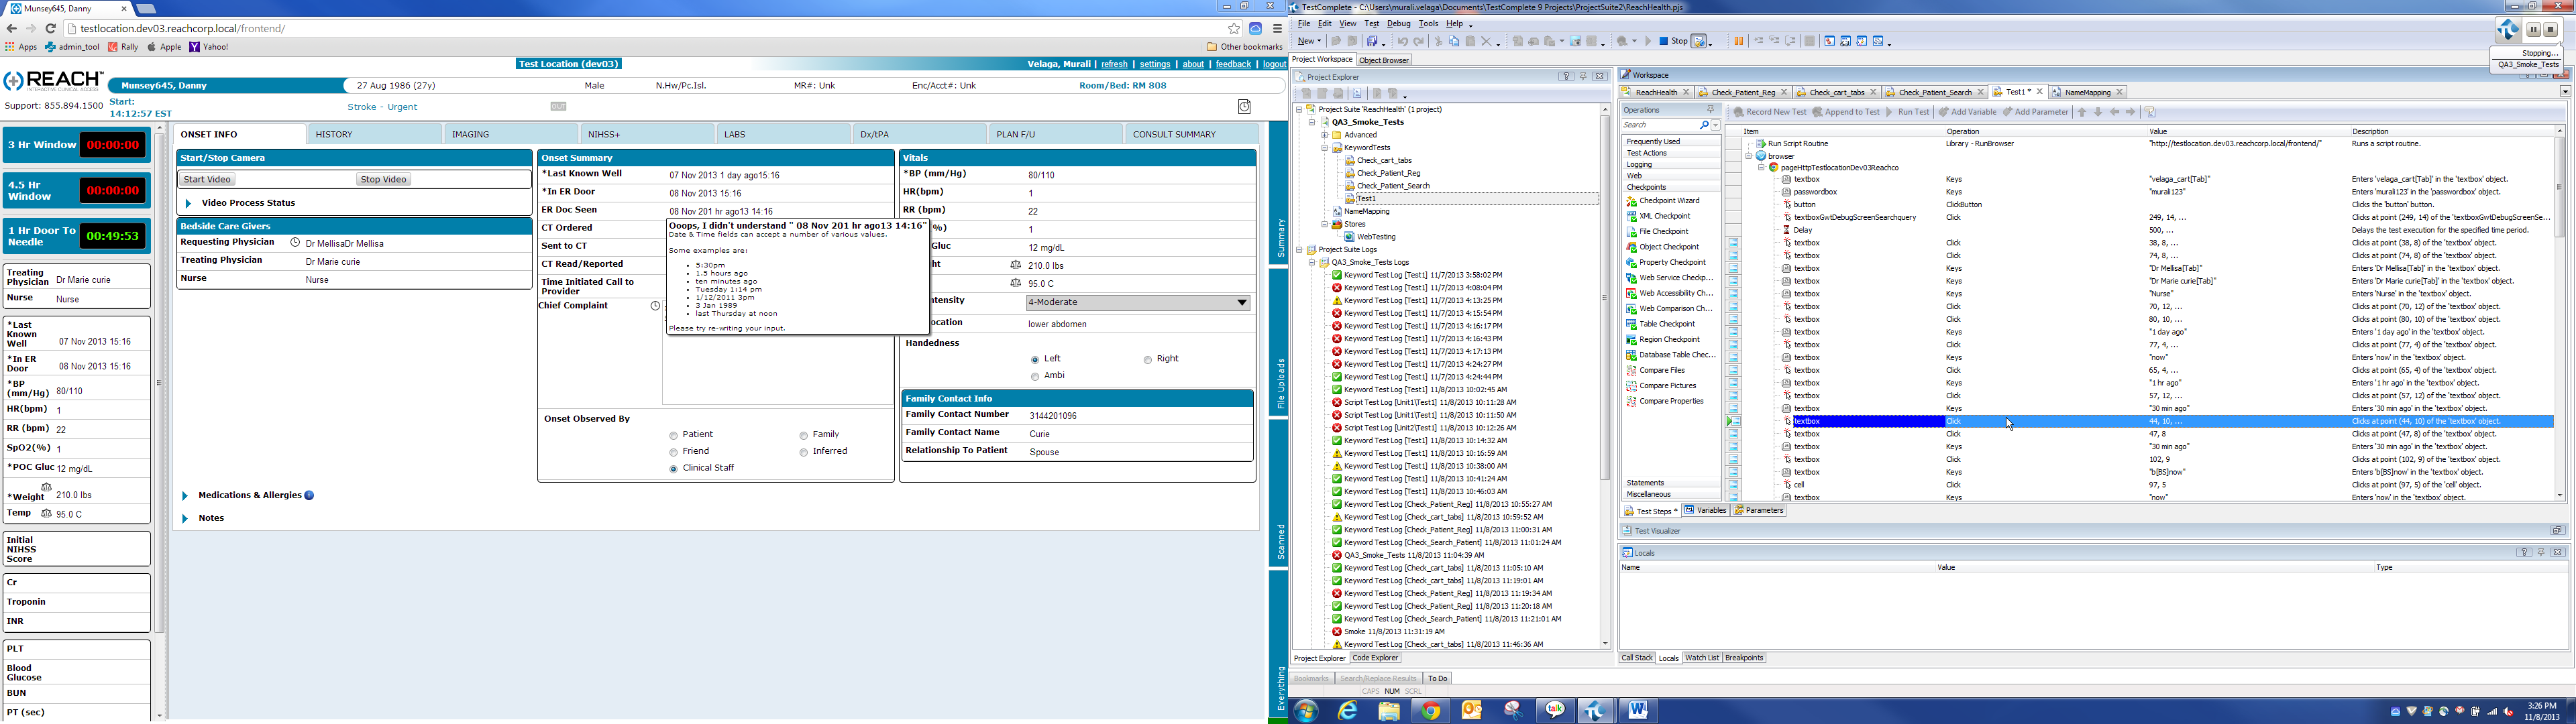 Munsey645, Danny
testlocation.dev03.reachcorp.local/frontend/
Apps admin_tool Rally Apple Yahoo! Other bookmarks
Test Location (dev03)
Velaga, Murali | refresh | settings | about | feedback | logout
REACH™
INTERACTIVE CLINICAL ACCESS
Munsey645, Danny 27 Aug 1986 (27y) Male N.Hw/Pc.Isl. MR#: Unk Enc/Acct#: Unk Room/Bed: RM 808
Support: 855.894.1500 Start: 14:12:57 EST Stroke - Urgent OUT
3 Hr Window 00:00:00
4.5 Hr Window 00:00:00
1 Hr Door To Needle 00:49:53
Treating Physician Dr Marie curie
Nurse Nurse
*Last Known Well 07 Nov 2013 15:16
*In ER Door 08 Nov 2013 15:16
*BP (mm/Hg) 80/110
HR(bpm) 1
RR (bpm) 22
SpO2(%) 1
*POC Gluc 12 mg/dL
*Weight 210.0 lbs
Temp 95.0 C
Initial NIHSS Score
Cr
Troponin
INR
PLT
Blood Glucose
BUN
PT (sec)
ONSET INFO HISTORY IMAGING NIHSS+ LABS Dx/tPA PLAN F/U CONSULT SUMMARY
Start/Stop Camera
Start Video Stop Video
Video Process Status
Bedside Care Givers
Requesting Physician Dr MellisaDr Mellisa
Treating Physician Dr Marie curie
Nurse Nurse
Medications & Allergies
Notes
Onset Summary
*Last Known Well 07 Nov 2013 1 day ago15:16
*In ER Door 08 Nov 2013 15:16
ER Doc Seen 08 Nov 201 hr ago13 14:16
CT Ordered
Sent to CT
CT Read/Reported
Time Initiated Call to Provider
Chief Complaint
Ooops, I didn't understand " 08 Nov 201 hr ago13 14:16"
Date & Time fields can accept a number of various values.
Some examples are:
5:30pm
1.5 hours ago
ten minutes ago
Tuesday 1:14 pm
1/12/2011 3pm
3 Jan 1989
last Thursday at noon
Please try re-writing your input.
Onset Observed By
Patient Family
Friend Inferred
Clinical Staff
Vitals
*BP (mm/Hg) 80/110
HR(bpm) 1
RR (bpm) 22
1
Gluc 12 mg/dL
210.0 lbs
95.0 C
4-Moderate
lower abdomen
Handedness
Left Right
Ambi
Family Contact Info
Family Contact Number 3144201096
Family Contact Name Curie
Relationship To Patient Spouse
Summary
File Uploads
Scanned
Everything
TestComplete - C:\Users\murali.velaga\Documents\TestComplete 9 Projects\ProjectSuite2\ReachHealth.pjs
File Edit View Test Debug Tools Help
New Stop
Stopping...
QA3_Smoke_Tests
Project Workspace Object Browser
Project Explorer
Project Suite 'ReachHealth' (1 project)
QA3_Smoke_Tests
Advanced
KeywordTests
Check_cart_tabs
Check_Patient_Reg
Check_Patient_Search
Test1
NameMapping
Stores
WebTesting
Project Suite Logs
QA3_Smoke_Tests Logs
Keyword Test Log [Test1] 11/7/2013 3:58:02 PM
Keyword Test Log [Test1] 11/7/2013 4:08:04 PM
Keyword Test Log [Test1] 11/7/2013 4:13:25 PM
Keyword Test Log [Test1] 11/7/2013 4:15:54 PM
Keyword Test Log [Test1] 11/7/2013 4:16:17 PM
Keyword Test Log [Test1] 11/7/2013 4:16:43 PM
Keyword Test Log [Test1] 11/7/2013 4:17:13 PM
Keyword Test Log [Test1] 11/7/2013 4:24:27 PM
Keyword Test Log [Test1] 11/7/2013 4:24:44 PM
Keyword Test Log [Test1] 11/8/2013 10:02:45 AM
Script Test Log [Unit1\Test1] 11/8/2013 10:11:28 AM
Script Test Log [Unit1\Test1] 11/8/2013 10:11:50 AM
Script Test Log [Unit2\Test1] 11/8/2013 10:12:26 AM
Keyword Test Log [Test1] 11/8/2013 10:14:32 AM
Keyword Test Log [Test1] 11/8/2013 10:16:59 AM
Keyword Test Log [Test1] 11/8/2013 10:38:00 AM
Keyword Test Log [Test1] 11/8/2013 10:41:24 AM
Keyword Test Log [Test1] 11/8/2013 10:46:03 AM
Keyword Test Log [Check_Patient_Reg] 11/8/2013 10:55:27 AM
Keyword Test Log [Check_cart_tabs] 11/8/2013 10:59:52 AM
Keyword Test Log [Check_Patient_Reg] 11/8/2013 11:00:31 AM
Keyword Test Log [Check_Search_Patient] 11/8/2013 11:01:24 AM
QA3_Smoke_Tests 11/8/2013 11:04:39 AM
Keyword Test Log [Check_cart_tabs] 11/8/2013 11:05:10 AM
Keyword Test Log [Check_cart_tabs] 11/8/2013 11:19:01 AM
Keyword Test Log [Check_Patient_Reg] 11/8/2013 11:19:34 AM
Keyword Test Log [Check_Patient_Reg] 11/8/2013 11:20:18 AM
Keyword Test Log [Check_Search_Patient] 11/8/2013 11:21:01 AM
Smoke 11/8/2013 11:31:19 AM
Keyword Test Log [Check_cart_tabs] 11/8/2013 11:46:36 AM
Project Explorer Code Explorer
Workspace
ReachHealth Check_Patient_Reg Check_cart_tabs Check_Patient_Search Test1 * NameMapping
Operations
Search
Frequently Used
Test Actions
Logging
Web
Checkpoints
Checkpoint Wizard
XML Checkpoint
File Checkpoint
Object Checkpoint
Property Checkpoint
Web Service Checkp...
Web Accessibility Ch...
Web Comparison Ch...
Table Checkpoint
Region Checkpoint
Database Table Chec...
Compare Files
Compare Pictures
Compare Properties
Statements
Miscellaneous
Record New Test Append to Test Run Test Add Variable Add Parameter
Item Operation Value Description
Run Script Routine Library - RunBrowser "http://testlocation.dev03.reachcorp.local/frontend/" Runs a script routine.
browser
pageHttpTestlocationDev03Reachco
textbox Keys "velaga_cart[Tab]" Enters 'velaga_cart[Tab]' in the 'textbox' object.
passwordbox Keys "murali123" Enters 'murali123' in the 'passwordbox' object.
button ClickButton Clicks the 'button' button.
textboxGwtDebugScreenSearchquery Click 249, 14, ... Clicks at point (249, 14) of the 'textboxGwtDebugScreenSe...
Delay 500, ... Delays the test execution for the specified time period.
textbox Click 38, 8, ... Clicks at point (38, 8) of the 'textbox' object.
textbox Click 74, 8, ... Clicks at point (74, 8) of the 'textbox' object.
textbox Keys "Dr Mellisa[Tab]" Enters 'Dr Mellisa[Tab]' in the 'textbox' object.
textbox Keys "Dr Marie curie[Tab]" Enters 'Dr Marie curie[Tab]' in the 'textbox' object.
textbox Keys "Nurse" Enters 'Nurse' in the 'textbox' object.
textbox Click 70, 12, ... Clicks at point (70, 12) of the 'textbox' object.
textbox Click 80, 10, ... Clicks at point (80, 10) of the 'textbox' object.
textbox Keys "1 day ago" Enters '1 day ago' in the 'textbox' object.
textbox Click 77, 4, ... Clicks at point (77, 4) of the 'textbox' object.
textbox Keys "now" Enters 'now' in the 'textbox' object.
textbox Click 65, 4, ... Clicks at point (65, 4) of the 'textbox' object.
textbox Keys "1 hr ago" Enters '1 hr ago' in the 'textbox' object.
textbox Click 57, 12, ... Clicks at point (57, 12) of the 'textbox' object.
textbox Keys "30 min ago" Enters '30 min ago' in the 'textbox' object.
textbox Click 44, 10, ... Clicks at point (44, 10) of the 'textbox' object.
textbox Click 47, 8 Clicks at point (47, 8) of the 'textbox' object.
textbox Keys "30 min ago" Enters '30 min ago' in the 'textbox' object.
textbox Click 102, 9 Clicks at point (102, 9) of the 'textbox' object.
textbox Keys "b[BS]now" Enters 'b[BS]now' in the 'textbox' object.
cell Click 97, 5 Clicks at point (97, 5) of the 'cell' object.
textbox Keys "now" Enters 'now' in the 'textbox' object.
Test Steps * Variables Parameters
Test Visualizer
Locals
Name Value Type
Call Stack Locals Watch List Breakpoints
Bookmarks Search/Replace Results To Do
CAPS NUM SCRL
talk
3:26 PM
11/8/2013